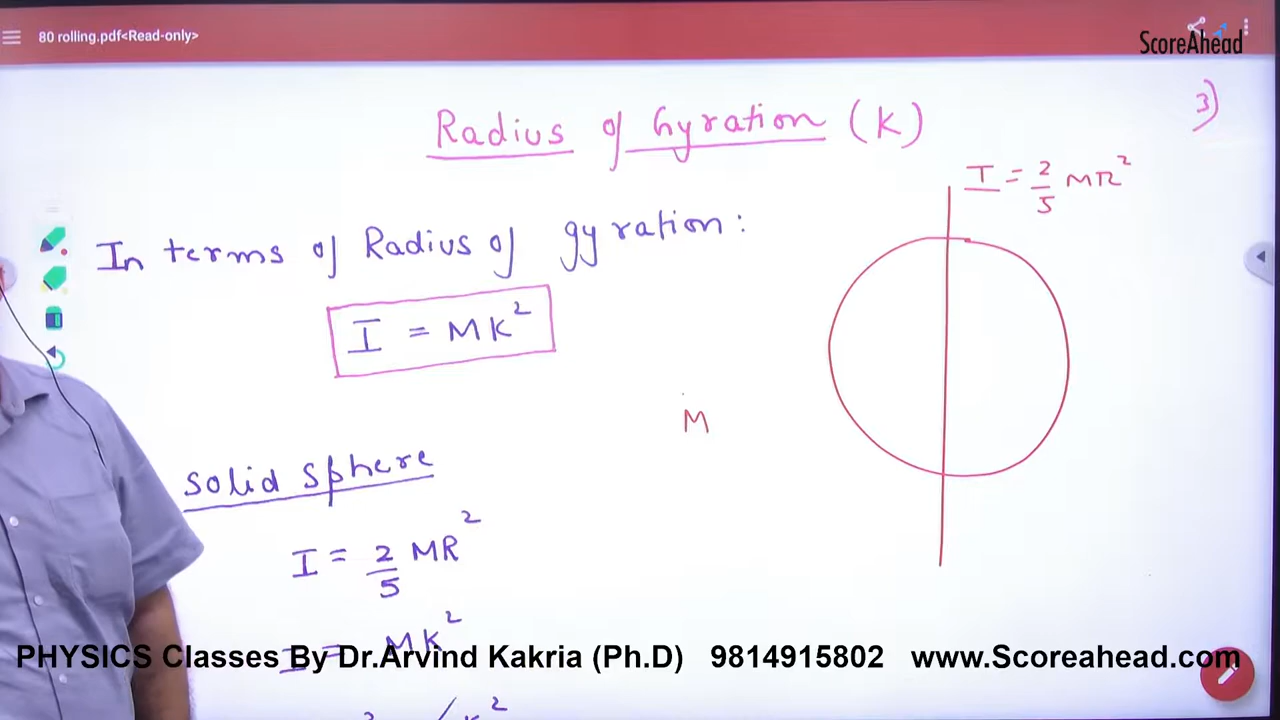 80 rolling.pdf<Read-only>
ScoreAhead
Radius of Gyration (K)
3)
I = 2/5 MR²
In terms of Radius of gyration:
I = MK²
M
Solid Sphere
I = 2/5 MR²
I = MK²
PHYSICS Classes By Dr.Arvind Kakria (Ph.D) 9814915802 www.Scoreahead.com